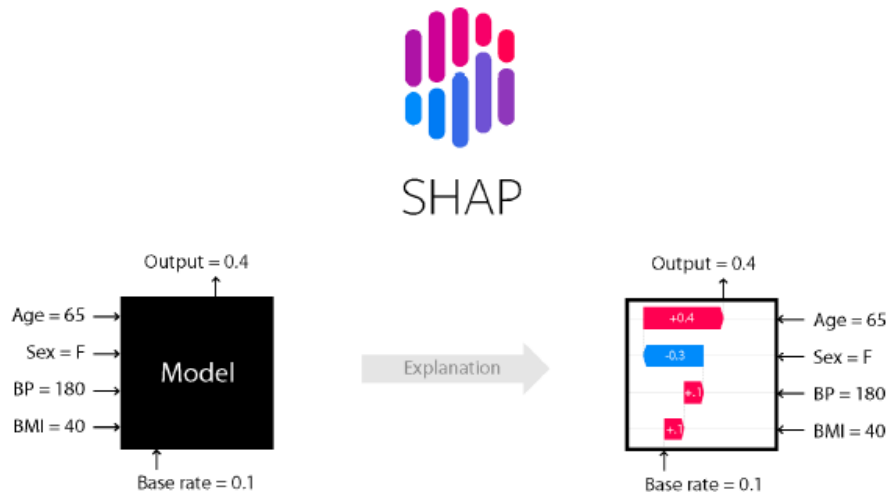 SHAP
Output = 0.4
Age = 65
Sex = F
BP = 180
BMI = 40
Model
Base rate = 0.1
Explanation
Output = 0.4
+0.4
Age = 65
-0.3
Sex = F
+.1
BP = 180
+.1
BMI = 40
Base rate = 0.1